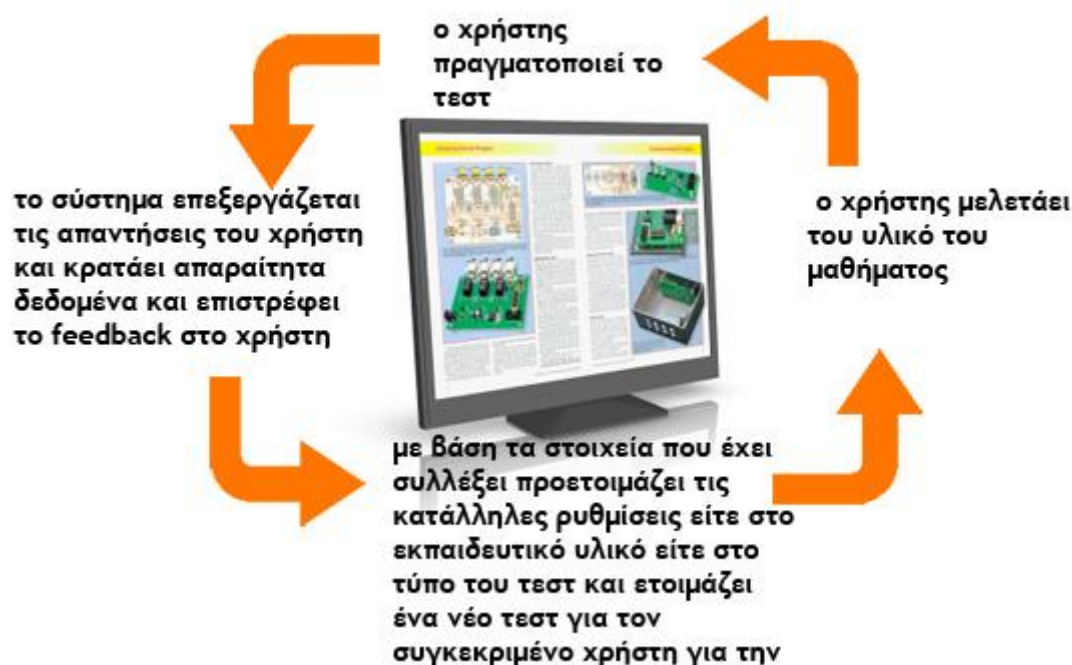 ο χρήστης
πραγματοποιεί το
τεστ
το σύστημα επεξεργάζεται
τις απαντήσεις του χρήστη
και κρατάει απαραίτητα
δεδομένα και επιστρέφει
το feedback στο χρήστη
ο χρήστης μελετάει
του υλικό του
μαθήματος
με βάση τα στοιχεία που έχει
συλλέξει προετοιμάζει τις
κατάλληλες ρυθμίσεις είτε στο
εκπαιδευτικό υλικό είτε στο
τύπο του τεστ και ετοιμάζει
ένα νέο τεστ για τον
συγκεκριμένο χρήστη για την